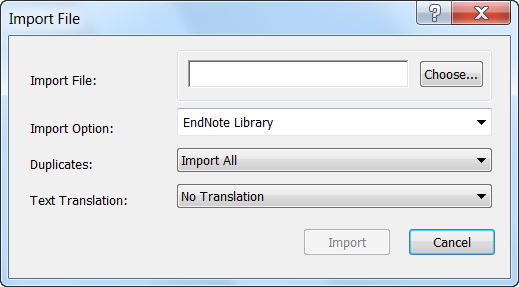 Import File
Import File:
Choose...
Import Option:
EndNote Library
Duplicates:
Import All
Text Translation:
No Translation
Import
Cancel